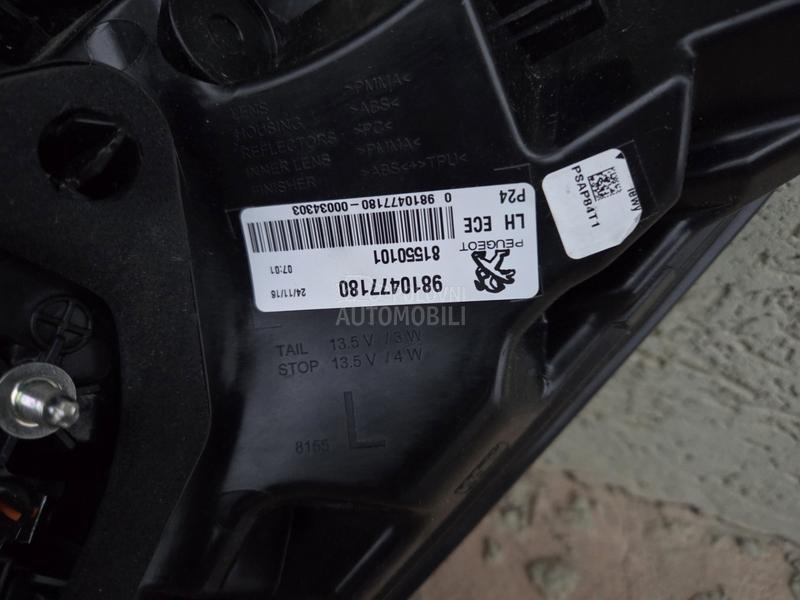 LENS >PMMA<
HOUSING >ABS<
REFLECTORS >PC<
INNER LENS >PMMA<
FINISHER >ABS<+>TPU<
PSAP84T1
0 9810477180-00034303
P24
LH ECE
PEUGEOT
81550101
9810477180
07:01
24/11/16
POLOVNI
AUTOMOBILI
TAIL 13.5 V / 3 W
STOP 13.5 V / 4 W
8155 L